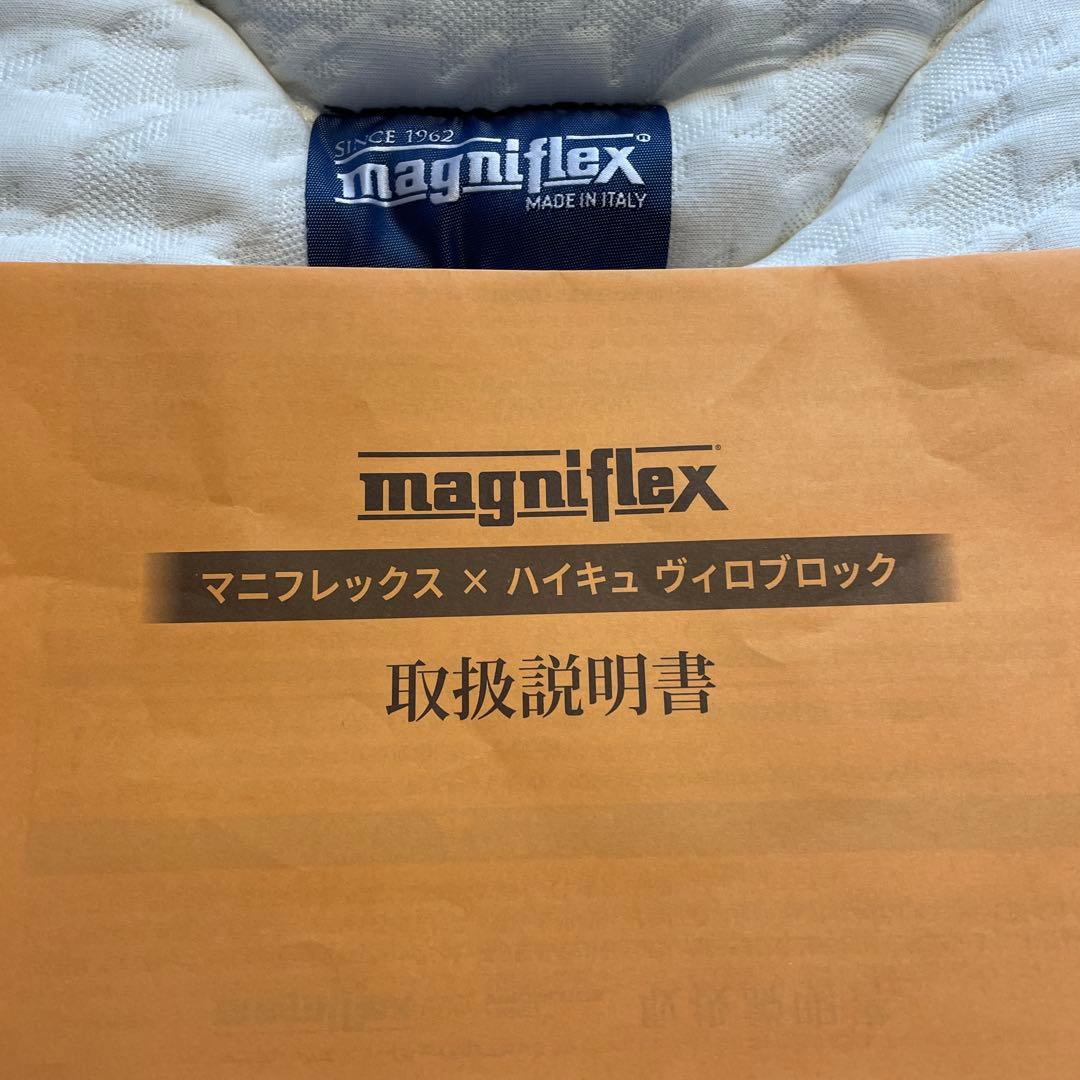 SINCE 1962
magniflex®
MADE IN ITALY
magniflex®
マニフレックス × ハイキュ ヴィロブロック
取扱説明書